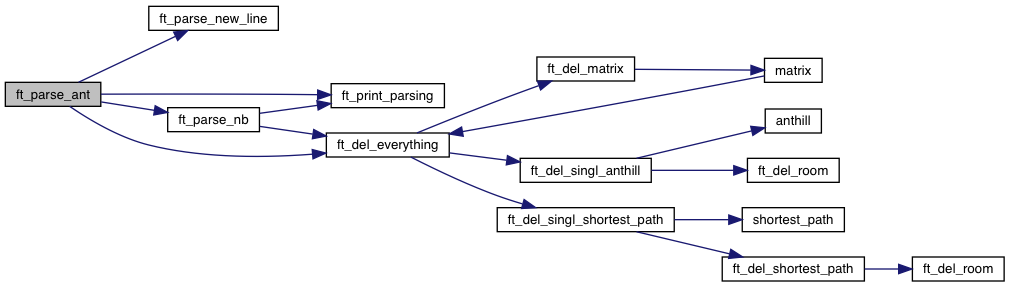 ft_parse_ant
ft_parse_new_line
ft_print_parsing
ft_parse_nb
ft_del_everything
ft_del_matrix
matrix
ft_del_singl_anthill
anthill
ft_del_room
ft_del_singl_shortest_path
shortest_path
ft_del_shortest_path
ft_del_room